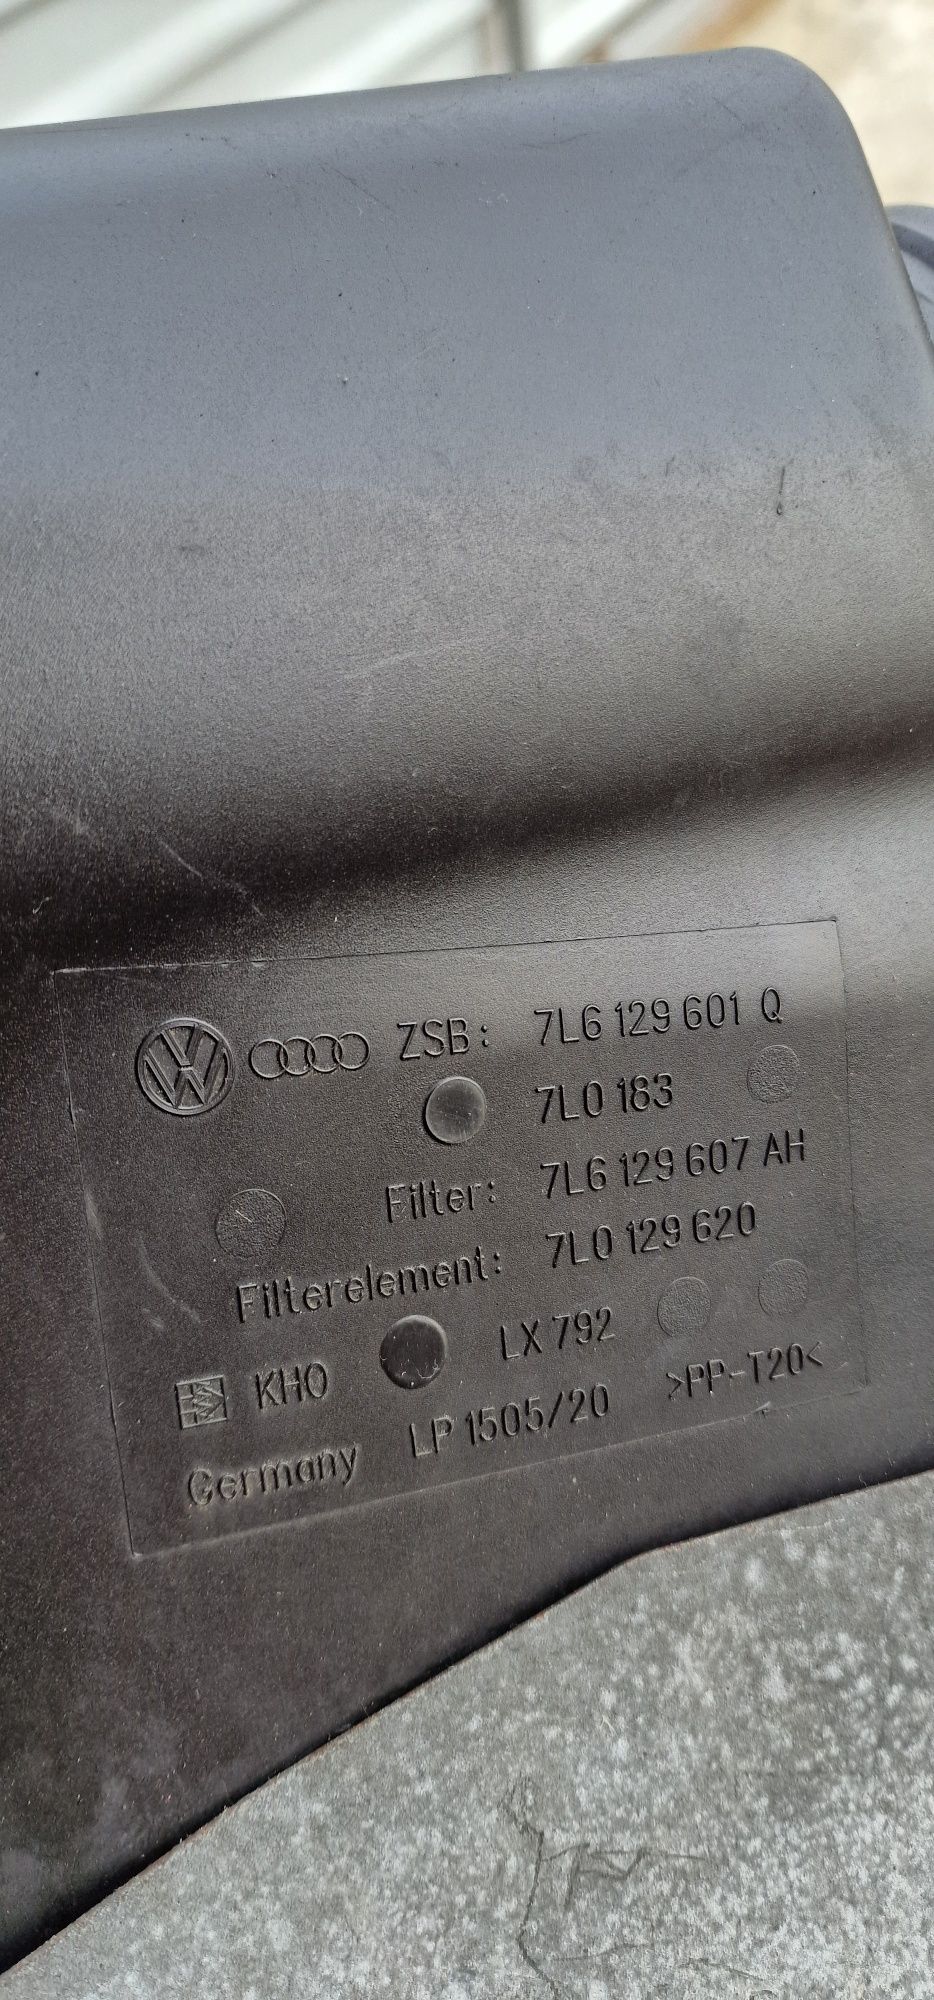 ZSB: 7L6 129 601 Q
7L0 183
Filter: 7L6 129 607 AH
Filterelement: 7L0 129 620
KHO LX 792
Germany LP 1505/20 >PP-T20<